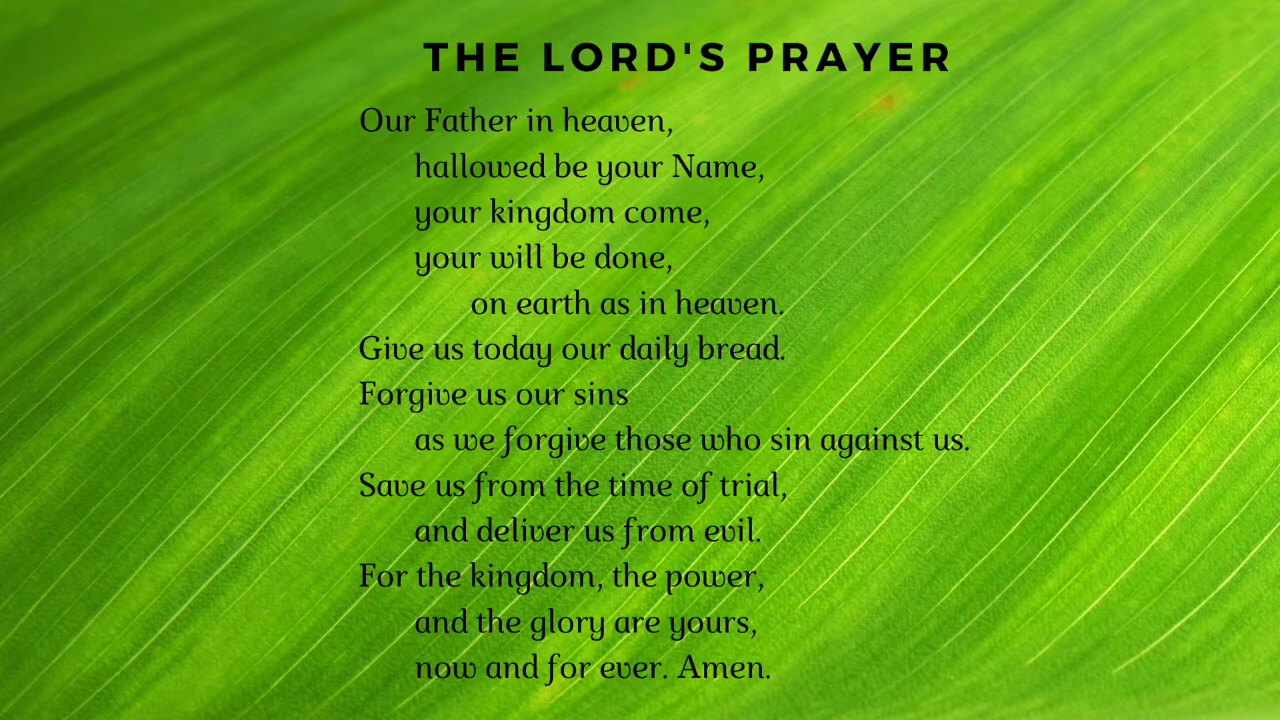 THE LORD'S PRAYER
Our Father in heaven,
hallowed be your Name,
your kingdom come,
your will be done,
on earth as in heaven.
Give us today our daily bread.
Forgive us our sins
as we forgive those who sin against us.
Save us from the time of trial,
and deliver us from evil.
For the kingdom, the power,
and the glory are yours,
now and for ever. Amen.